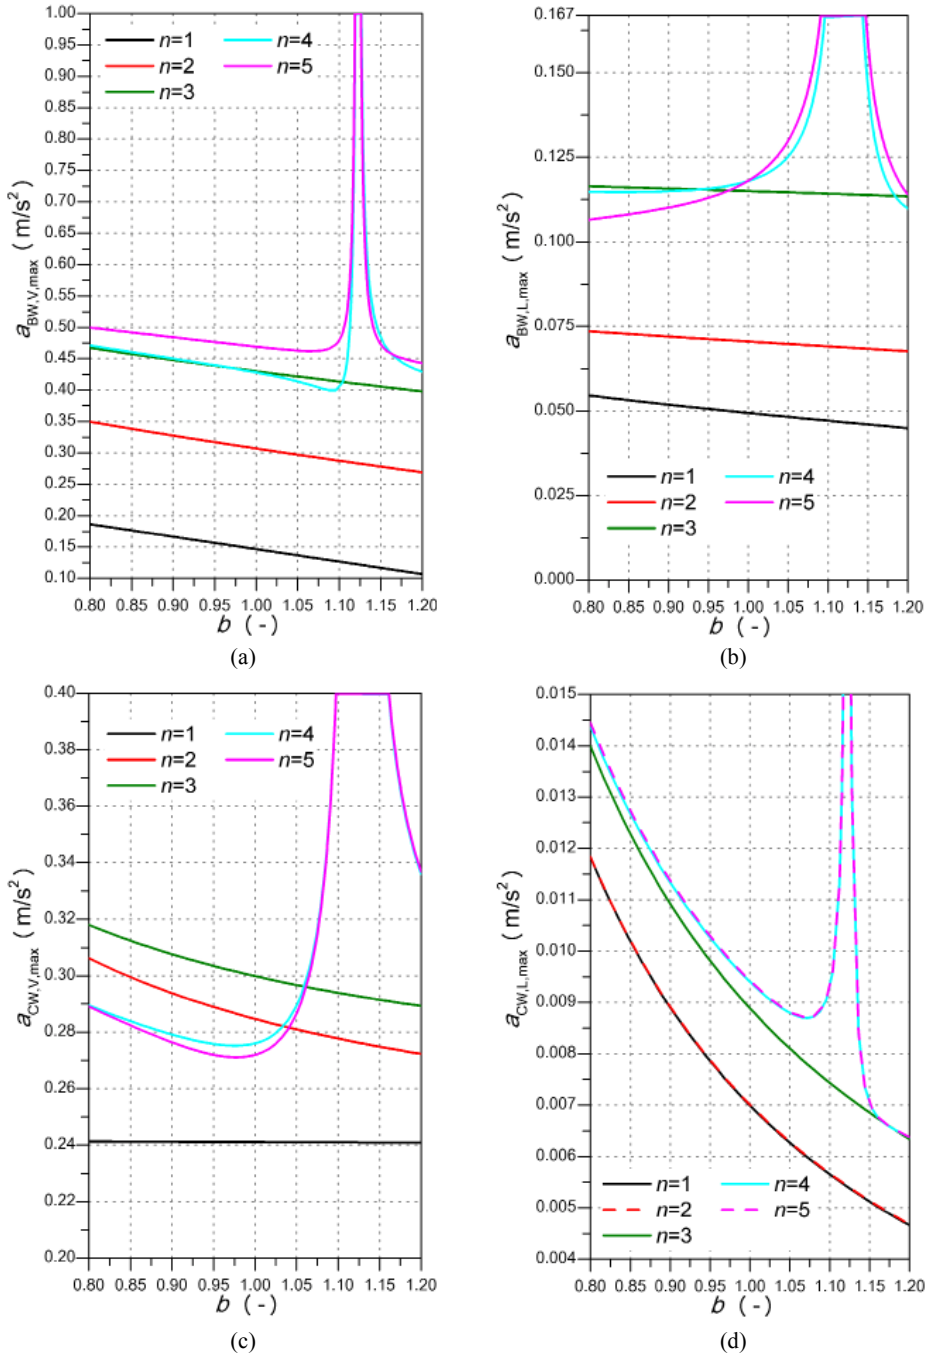 1.00
0.95
0.90
0.85
0.80
0.75
0.70
0.65
0.60
0.55
0.50
0.45
0.40
0.35
0.30
0.25
0.20
0.15
0.10
a_BW,V,max ( m/s² )
n=1 n=4
n=2 n=5
n=3
0.80 0.85 0.90 0.95 1.00 1.05 1.10 1.15 1.20
b ( - )
(a)
0.167
0.150
0.125
0.100
0.075
0.050
0.025
0.000
a_BW,L,max ( m/s² )
n=1 n=4
n=2 n=5
n=3
0.80 0.85 0.90 0.95 1.00 1.05 1.10 1.15 1.20
b ( - )
(b)
0.40
0.38
0.36
0.34
0.32
0.30
0.28
0.26
0.24
0.22
0.20
a_CW,V,max ( m/s² )
n=1 n=4
n=2 n=5
n=3
0.80 0.85 0.90 0.95 1.00 1.05 1.10 1.15 1.20
b ( - )
(c)
0.015
0.014
0.013
0.012
0.011
0.010
0.009
0.008
0.007
0.006
0.005
0.004
a_CW,L,max ( m/s² )
n=1 n=4
n=2 n=5
n=3
0.80 0.85 0.90 0.95 1.00 1.05 1.10 1.15 1.20
b ( - )
(d)